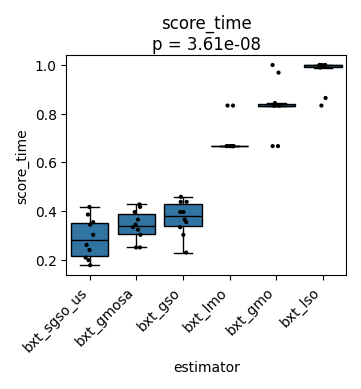 score_time
p = 3.61e-08
score_time
1.0
0.8
0.6
0.4
0.2
bxt_sgso_us
bxt_gmosa
bxt_gso
bxt_lmo
bxt_gmo
bxt_lso
estimator